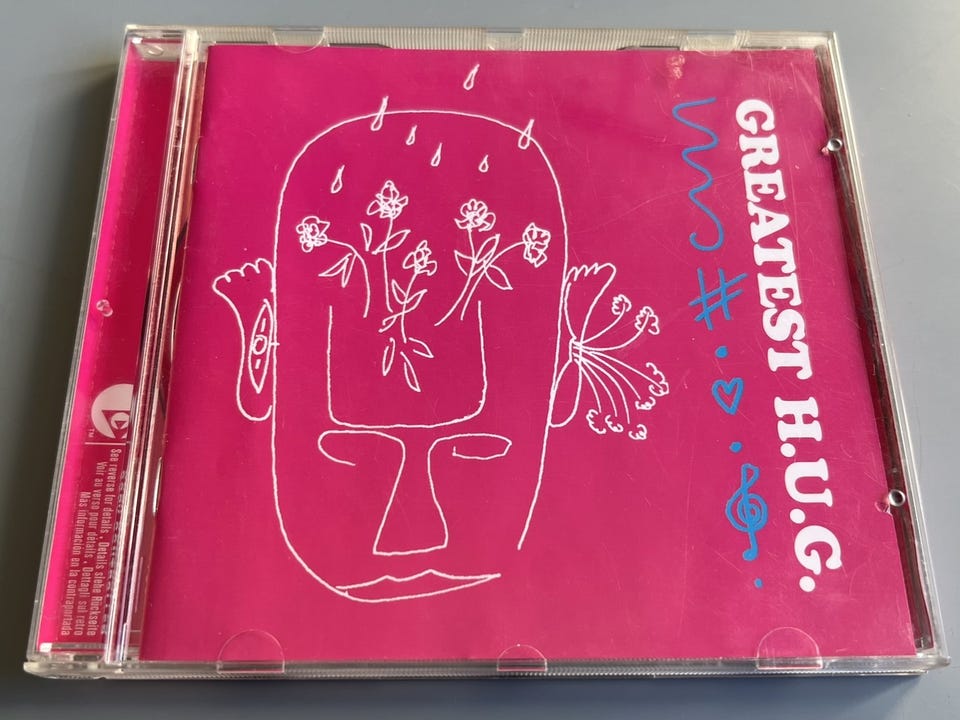 GREATEST H.U.G.
See reverse for details . Details siehe Rückseite
Voir au verso pour détails . Dettagli sul retro
Más información en la contraportada
TM